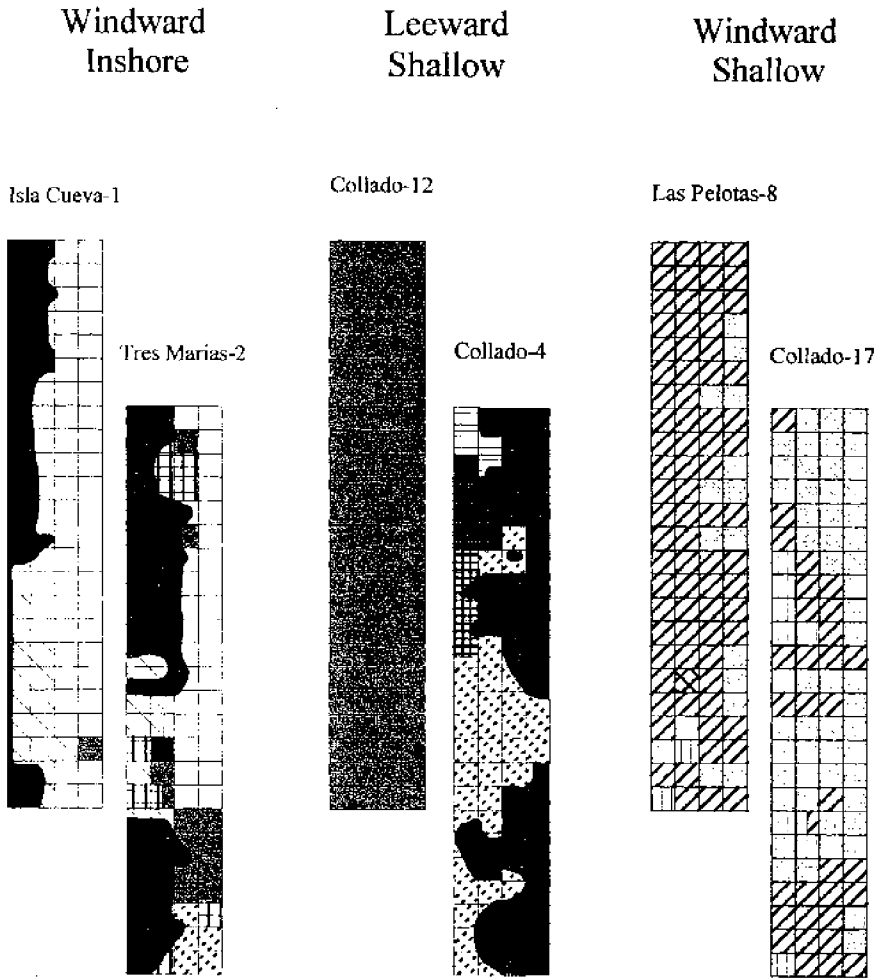 Windward
Inshore
Leeward
Shallow
Windward
Shallow
Isla Cueva-1
Collado-12
Las Pelotas-8
Tres Marias-2
Collado-4
Collado-17